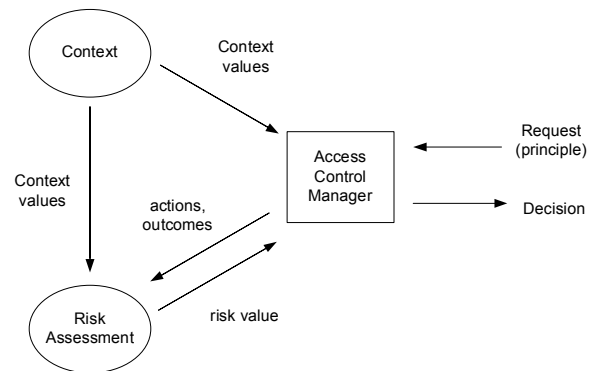 Context
Context
values
Request
(principle)
Access
Control
Manager
Context
values
actions,
outcomes
Decision
risk value
Risk
Assessment